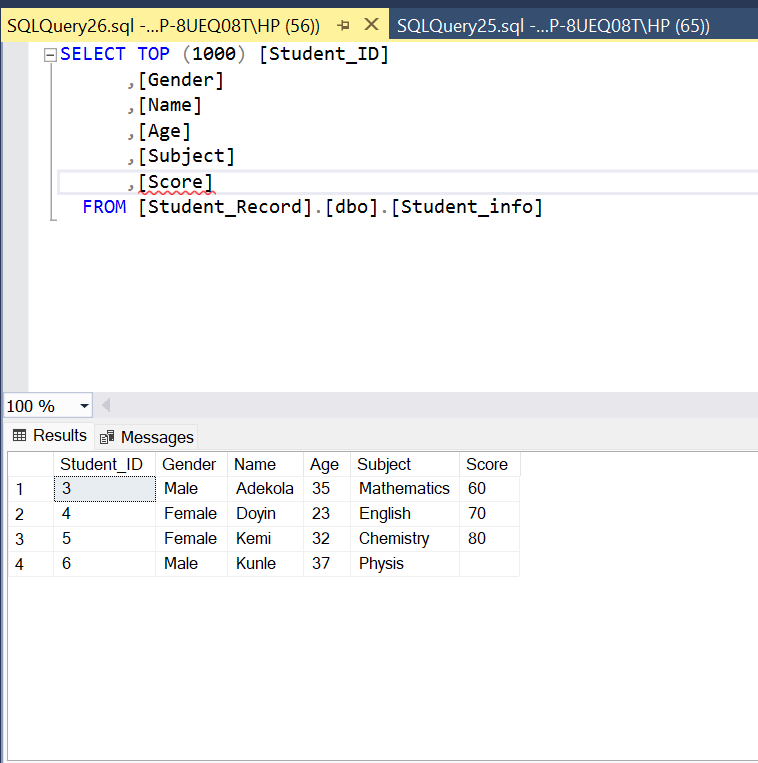 SQLQuery26.sql -...P-8UEQ08T\HP (56)) SQLQuery25.sql -...P-8UEQ08T\HP (65))
SELECT TOP (1000) [Student_ID]
,[Gender]
,[Name]
,[Age]
,[Subject]
,[Score]
FROM [Student_Record].[dbo].[Student_info]
100 %
Results Messages
Student_ID Gender Name Age Subject Score
1 3 Male Adekola 35 Mathematics 60
2 4 Female Doyin 23 English 70
3 5 Female Kemi 32 Chemistry 80
4 6 Male Kunle 37 Physis